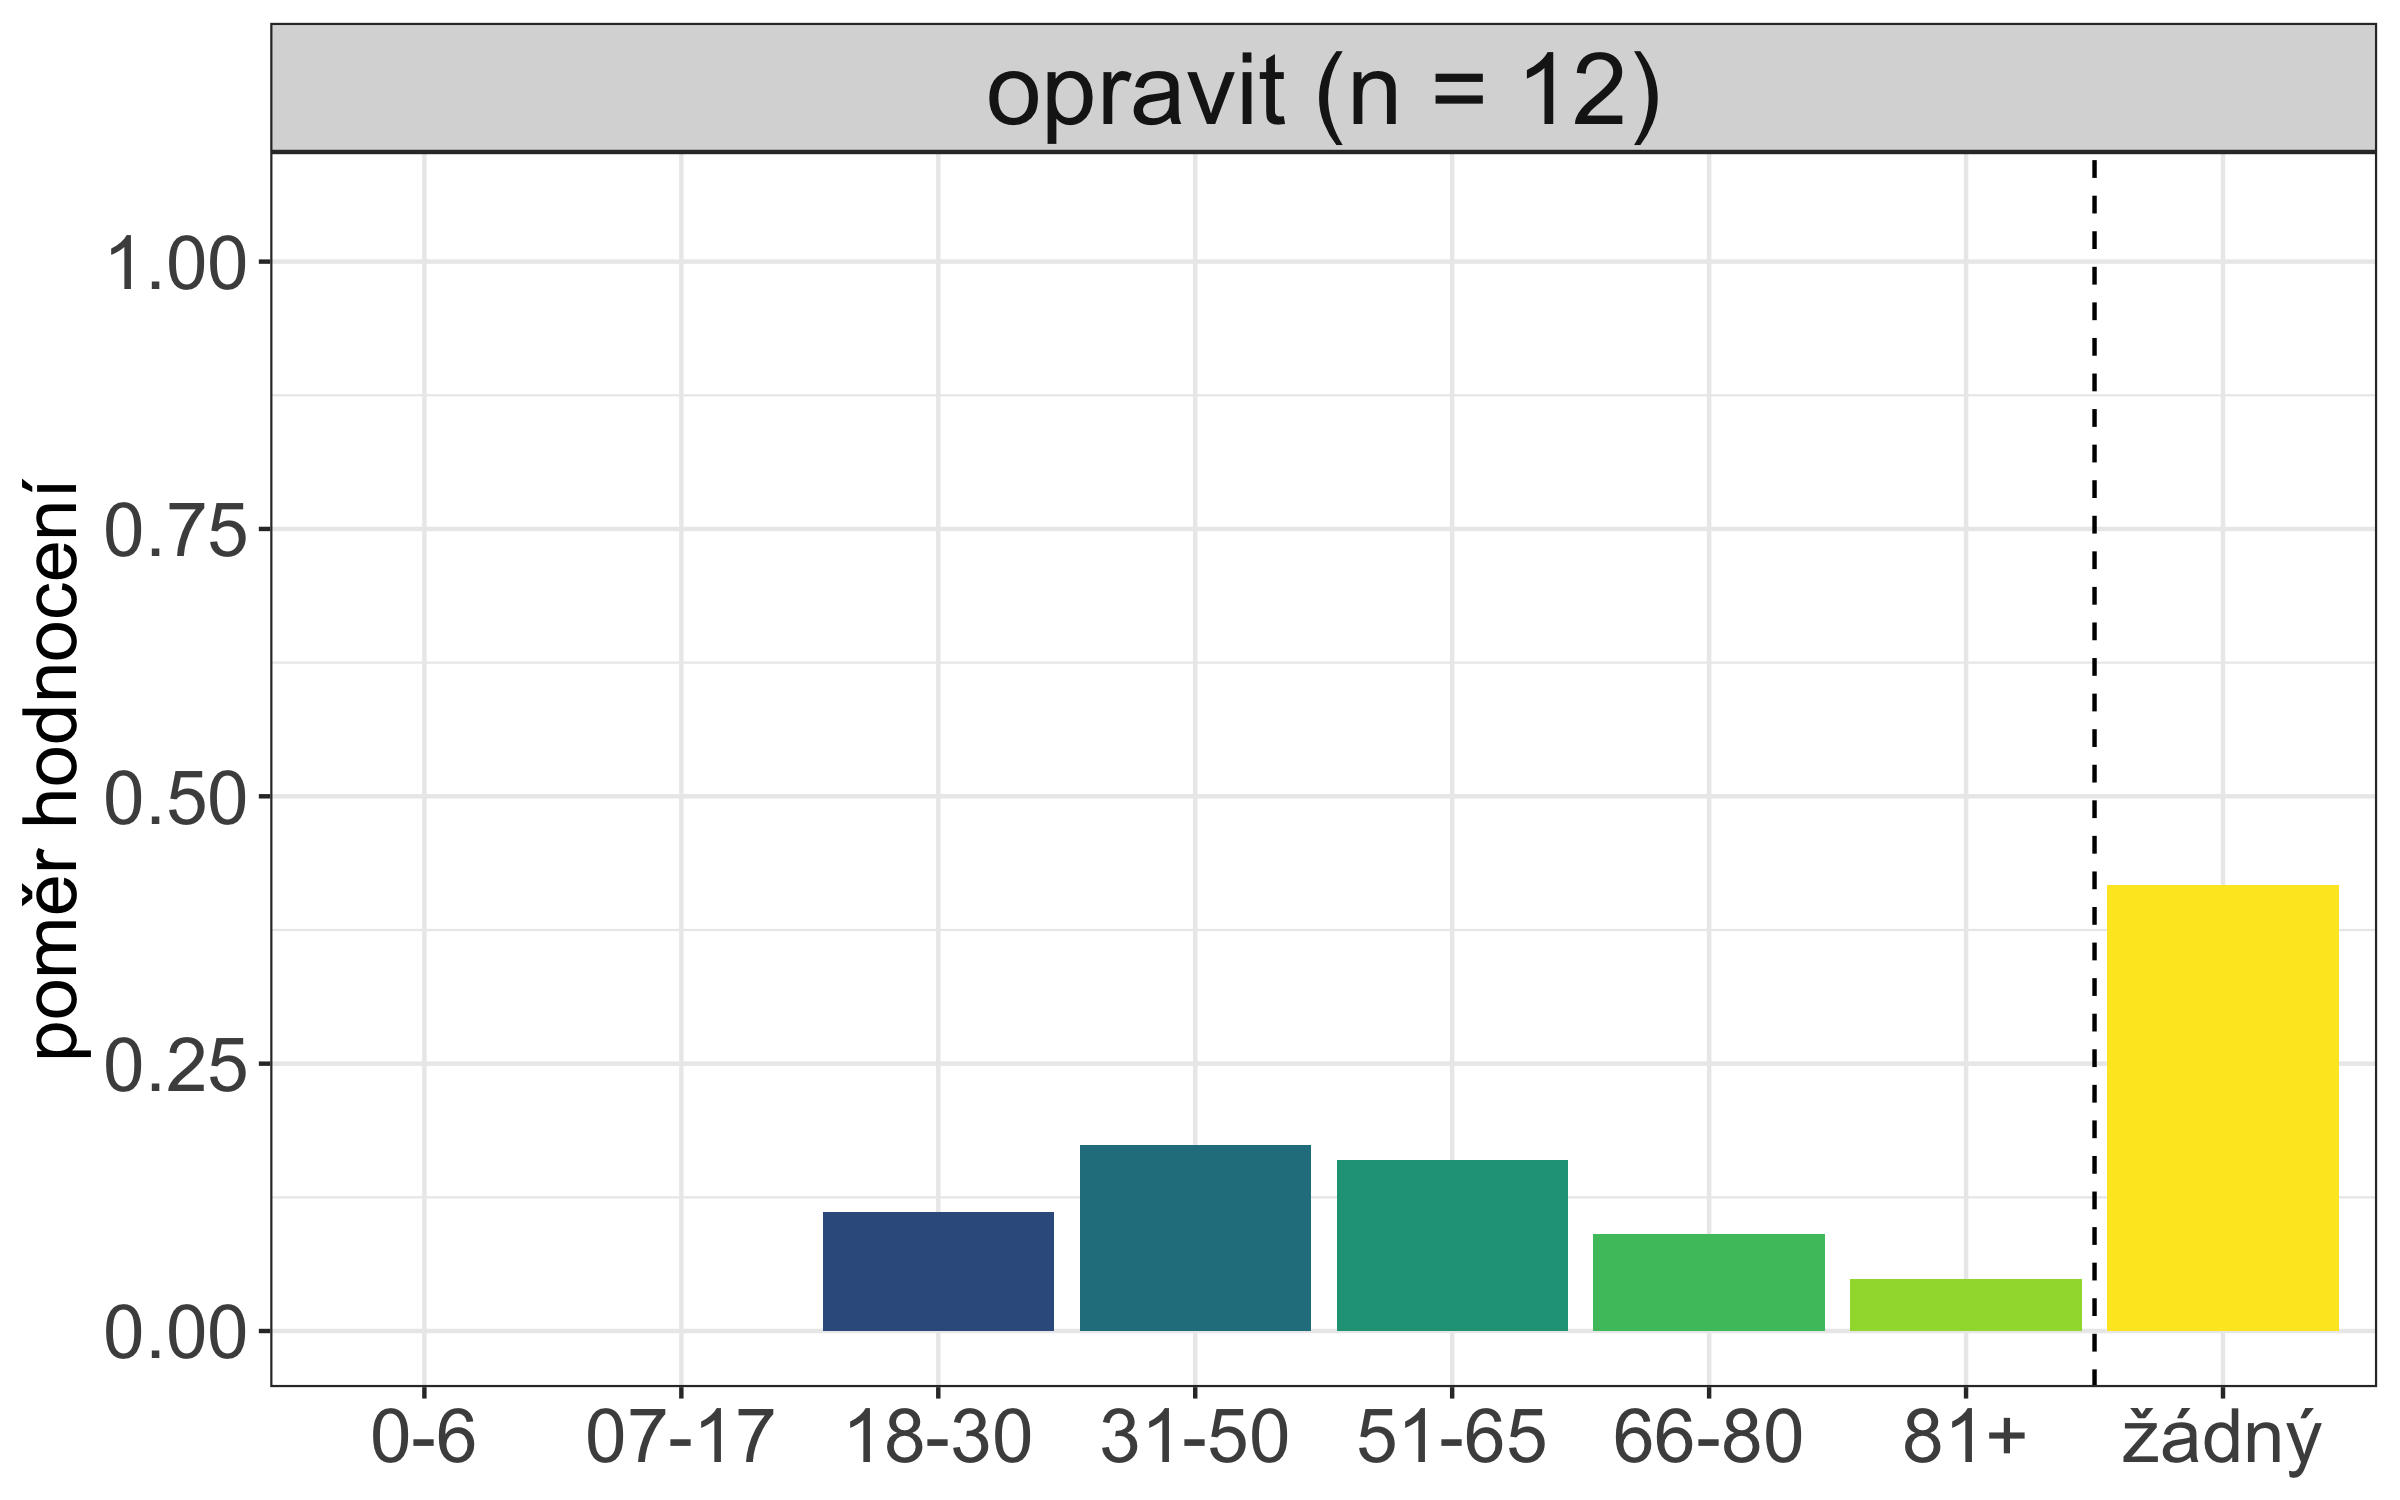 opravit (n = 12)
poměr hodnocení
1.00
0.75
0.50
0.25
0.00
0-6 07-17 18-30 31-50 51-65 66-80 81+ žádný